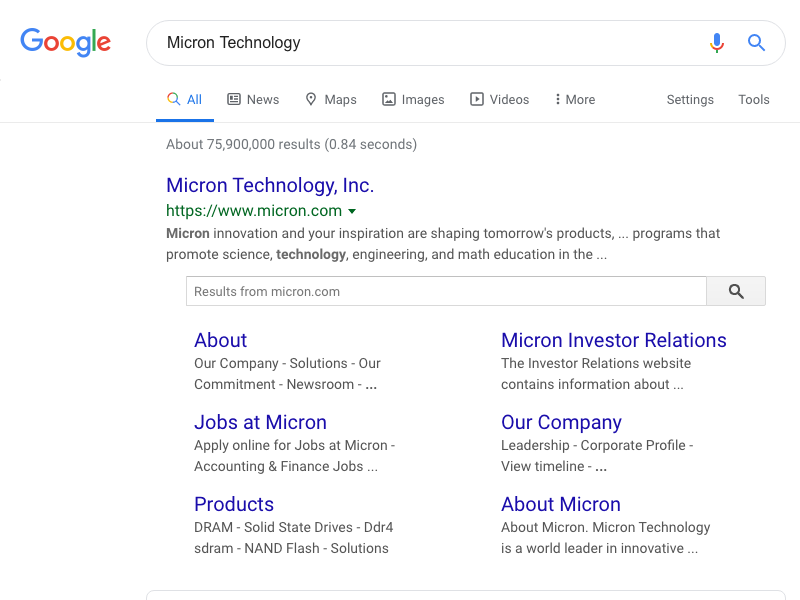 Google
Micron Technology
All News Maps Images Videos More Settings Tools
About 75,900,000 results (0.84 seconds)
Micron Technology, Inc.
https://www.micron.com
Micron innovation and your inspiration are shaping tomorrow's products, ... programs that
promote science, technology, engineering, and math education in the ...
Results from micron.com
About
Our Company - Solutions - Our
Commitment - Newsroom - ...
Micron Investor Relations
The Investor Relations website
contains information about ...
Jobs at Micron
Apply online for Jobs at Micron -
Accounting & Finance Jobs ...
Our Company
Leadership - Corporate Profile -
View timeline - ...
Products
DRAM - Solid State Drives - Ddr4
sdram - NAND Flash - Solutions
About Micron
About Micron. Micron Technology
is a world leader in innovative ...